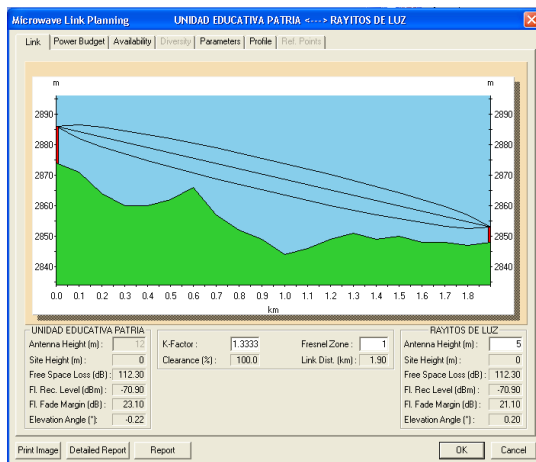 Microwave Link Planning UNIDAD EDUCATIVA PATRIA <---> RAYITOS DE LUZ
Link Power Budget Availability Diversity Parameters Profile Ref. Points
m m
2890 2890
2880 2880
2870 2870
2860 2860
2850 2850
2840 2840
0.0 0.1 0.2 0.3 0.4 0.5 0.6 0.7 0.8 0.9 1.0 1.1 1.2 1.3 1.4 1.5 1.6 1.7 1.8
km
UNIDAD EDUCATIVA PATRIA
Antenna Height (m) : 12
Site Height (m) : 0
Free Space Loss (dB) : 112.30
Fl. Rec. Level (dBm) : -70.90
Fl. Fade Margin (dB) : 23.10
Elevation Angle (°): -0.22
K-Factor : 1.3333 Fresnel Zone : 1
Clearance (%) : 100.0 Link Dist. (km) : 1.90
RAYITOS DE LUZ
Antenna Height (m) : 5
Site Height (m) : 0
Free Space Loss (dB) : 112.30
Fl. Rec. Level (dBm) : -70.90
Fl. Fade Margin (dB) : 21.10
Elevation Angle (°) : 0.20
Print Image Detailed Report Report OK Cancel